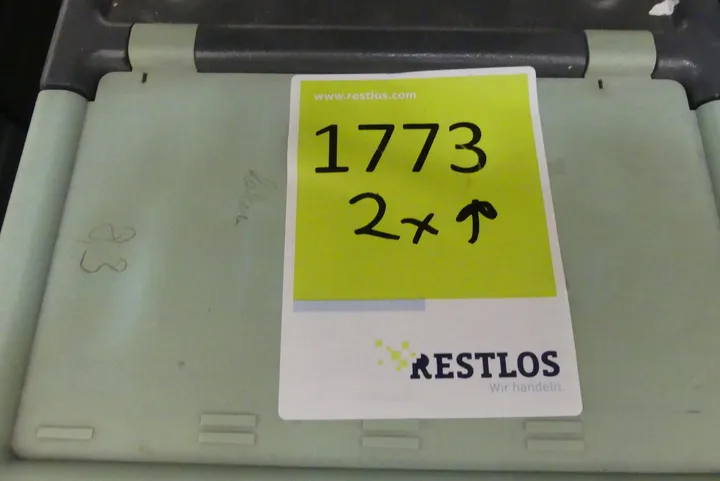 www.restlos.com
1773
2x ↑
RESTLOS
Wir handeln.